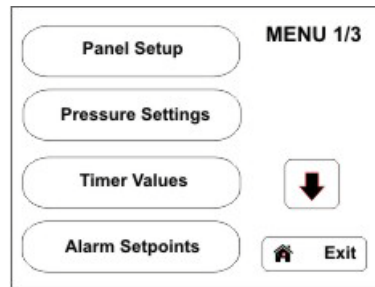 MENU 1/3
Panel Setup
Pressure Settings
Timer Values
Alarm Setpoints
Exit